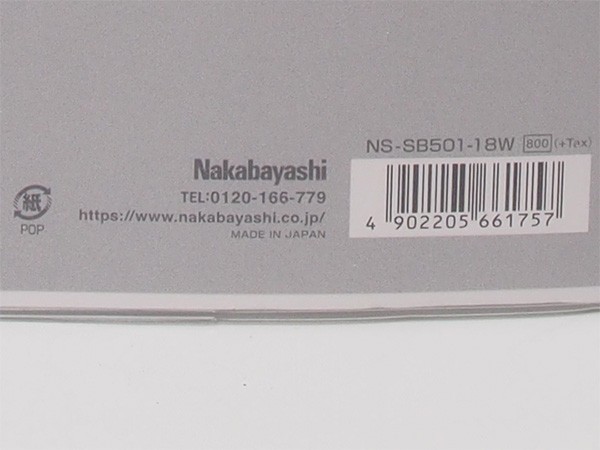 NS-SB501-18W 800 (+Tax)
Nakabayashi
TEL:0120-166-779
https://www.nakabayashi.co.jp/
MADE IN JAPAN
紙
POP
4 902205 661757